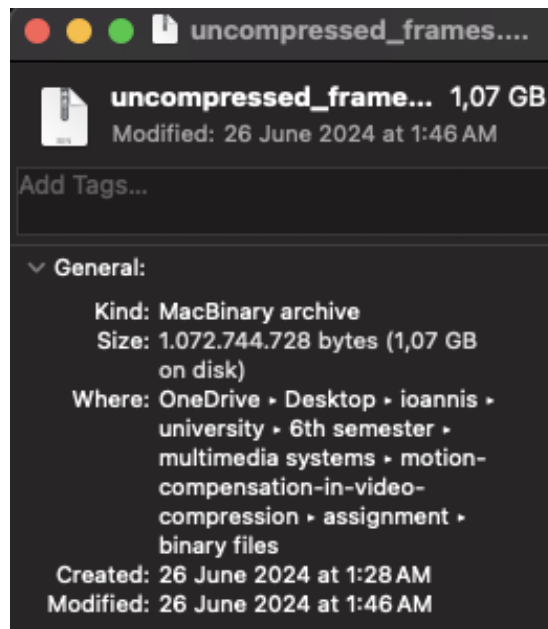 uncompressed_frames....
uncompressed_frame... 1,07 GB
Modified: 26 June 2024 at 1:46 AM
Add Tags...
General:
Kind: MacBinary archive
Size: 1.072.744.728 bytes (1,07 GB
on disk)
Where: OneDrive ▸ Desktop ▸ ioannis ▸
university ▸ 6th semester ▸
multimedia systems ▸ motion-
compensation-in-video-
compression ▸ assignment ▸
binary files
Created: 26 June 2024 at 1:28 AM
Modified: 26 June 2024 at 1:46 AM